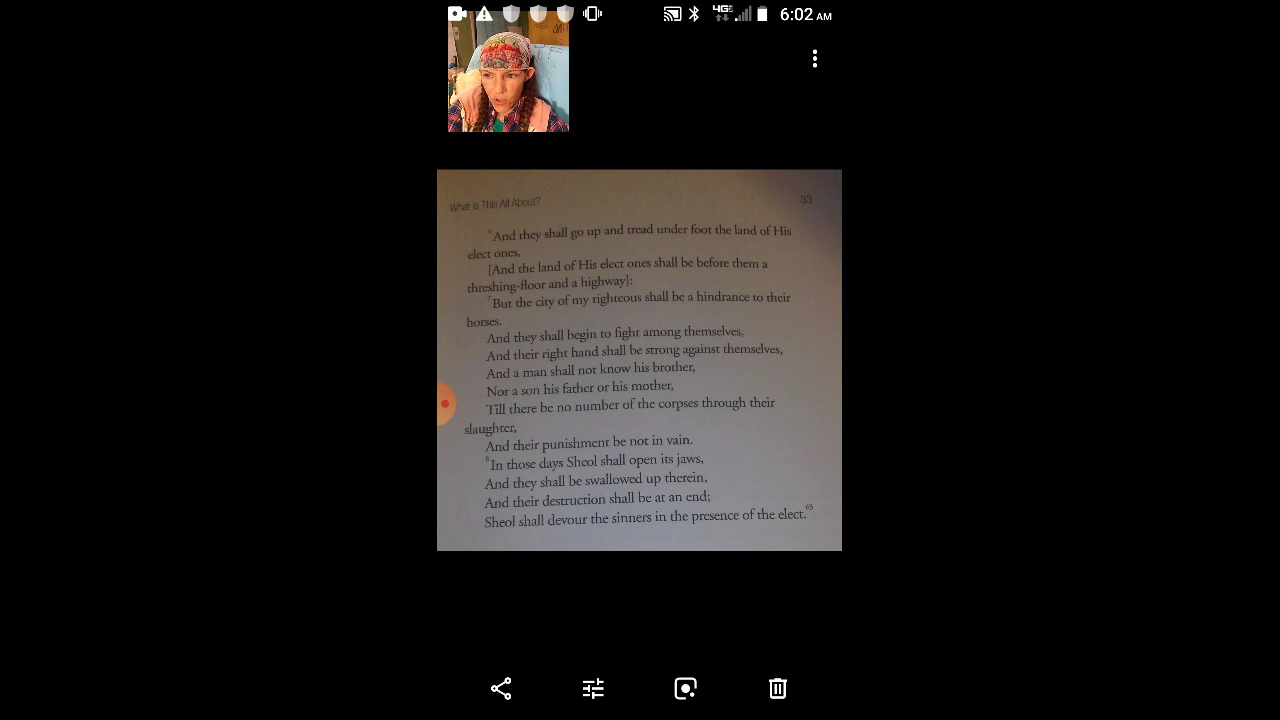 4G
6:02 AM
What Is This All About?
33
6And they shall go up and tread under foot the land of His
elect ones,
[And the land of His elect ones shall be before them a
threshing-floor and a highway]:
7But the city of my righteous shall be a hindrance to their
horses.
And they shall begin to fight among themselves,
And their right hand shall be strong against themselves,
And a man shall not know his brother,
Nor a son his father or his mother,
Till there be no number of the corpses through their
slaughter,
And their punishment be not in vain.
8In those days Sheol shall open its jaws,
And they shall be swallowed up therein,
And their destruction shall be at an end;
Sheol shall devour the sinners in the presence of the elect.63